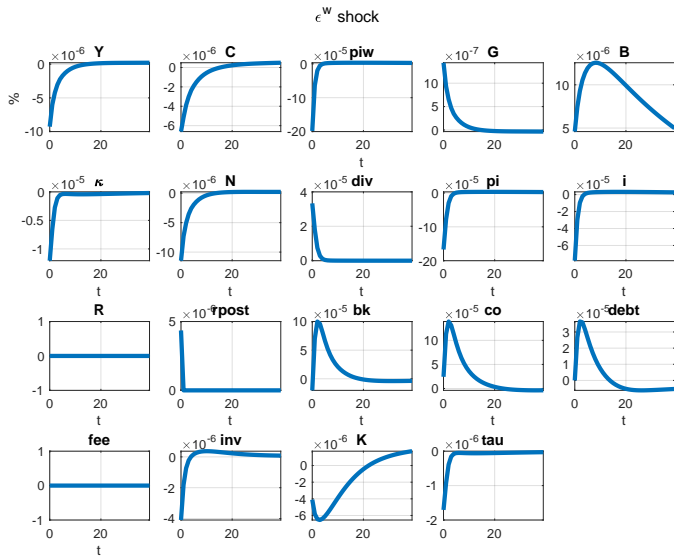 ϵ^w shock
×10^-6 Y
×10^-6 C
×10^-5 piw
×10^-7 G
×10^-6 B
%
0
-5
-10
0 20
0
-2
-4
-6
0 20
0
-10
-20
0 20
t
10
5
0
0 20
10
5
0 20
×10^-5 κ
×10^-6 N
×10^-5 div
×10^-5 pi
×10^-5 i
0
-0.5
-1
0 20
t
0
-5
-10
0 20
t
4
2
0
0 20
t
0
-10
-20
0 20
t
0
-2
-4
-6
0 20
t
R
rpost
×10^-5 bk
×10^-5 co
×10^-5 debt
1
0
-1
0 20
t
5
0
0 20
t
10
5
0
0 20
t
10
5
0
0 20
t
3
2
1
0
0 20
t
fee
×10^-6 inv
×10^-6 K
×10^-6 tau
1
0
-1
0 20
t
0
-2
-4
0 20
t
0
-2
-4
-6
0 20
t
0
-1
-2
0 20
t